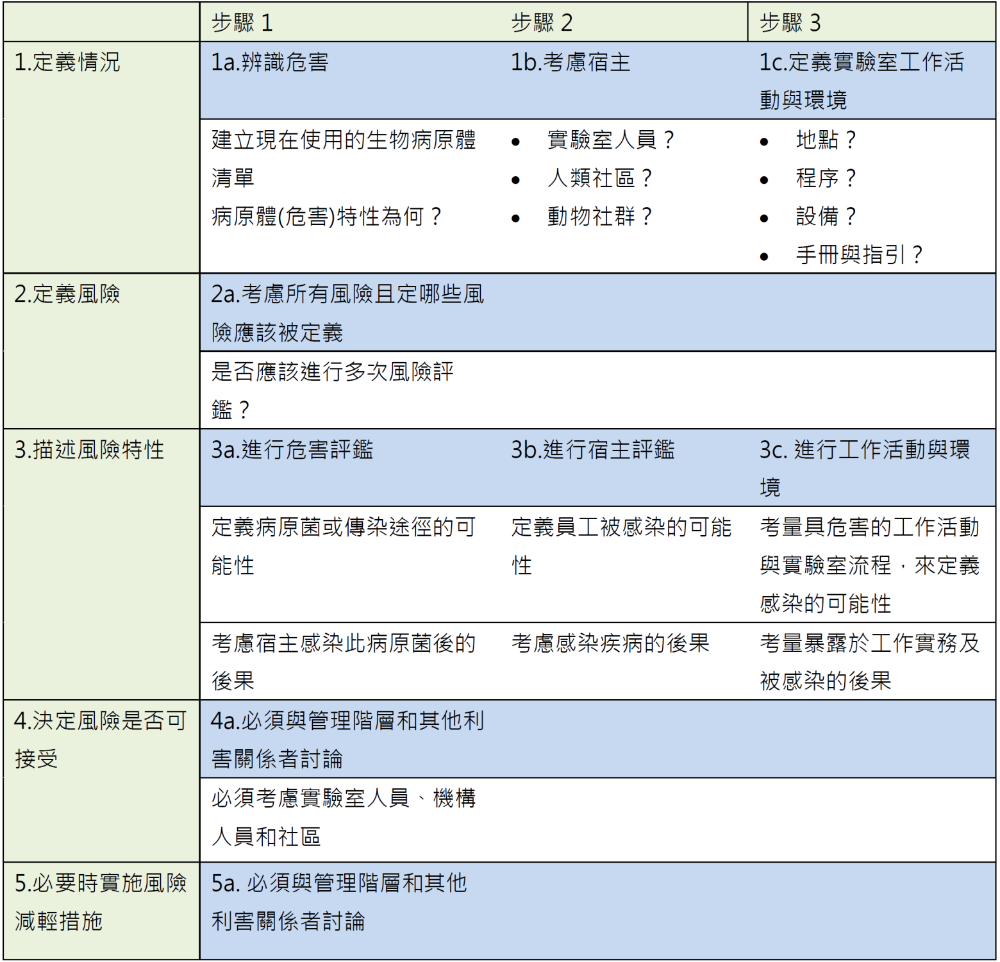 步驟 1
步驟 2
步驟 3
1.定義情況
1a.辨識危害
1b.考慮宿主
1c.定義實驗室工作活
動與環境
建立現在使用的生物病原體
清單
病原體(危害)特性為何？
● 實驗室人員？
● 人類社區？
● 動物社群？
● 地點？
● 程序？
● 設備？
● 手冊與指引？
2.定義風險
2a.考慮所有風險且定哪些風
險應該被定義
是否應該進行多次風險評
鑑？
3.描述風險特性
3a.進行危害評鑑
3b.進行宿主評鑑
3c. 進行工作活動與環
境
定義病原菌或傳染途徑的可
能性
定義員工被感染的可能
性
考量具危害的工作活動
與實驗室流程，來定義
感染的可能性
考慮宿主感染此病原菌後的
後果
考慮感染疾病的後果
考量暴露於工作實務及
被感染的後果
4.決定風險是否可
接受
4a.必須與管理階層和其他利
害關係者討論
必須考慮實驗室人員、機構
人員和社區
5.必要時實施風險
減輕措施
5a. 必須與管理階層和其他
利害關係者討論